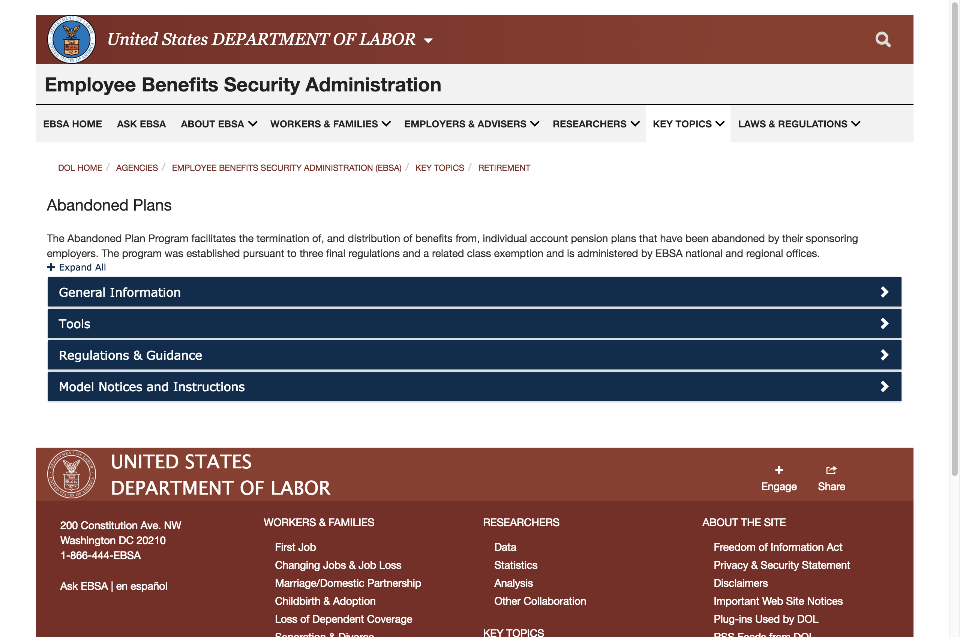 United States DEPARTMENT OF LABOR
Employee Benefits Security Administration
EBSA HOME ASK EBSA ABOUT EBSA WORKERS & FAMILIES EMPLOYERS & ADVISERS RESEARCHERS KEY TOPICS LAWS & REGULATIONS
DOL HOME / AGENCIES / EMPLOYEE BENEFITS SECURITY ADMINISTRATION (EBSA) / KEY TOPICS / RETIREMENT
Abandoned Plans
The Abandoned Plan Program facilitates the termination of, and distribution of benefits from, individual account pension plans that have been abandoned by their sponsoring
employers. The program was established pursuant to three final regulations and a related class exemption and is administered by EBSA national and regional offices.
+ Expand All
General Information
Tools
Regulations & Guidance
Model Notices and Instructions
UNITED STATES
DEPARTMENT OF LABOR
Engage Share
200 Constitution Ave. NW
Washington DC 20210
1-866-444-EBSA
Ask EBSA | en español
WORKERS & FAMILIES
First Job
Changing Jobs & Job Loss
Marriage/Domestic Partnership
Childbirth & Adoption
Loss of Dependent Coverage
Separation & Divorce
RESEARCHERS
Data
Statistics
Analysis
Other Collaboration
KEY TOPICS
ABOUT THE SITE
Freedom of Information Act
Privacy & Security Statement
Disclaimers
Important Web Site Notices
Plug-ins Used by DOL
RSS Feeds from DOL